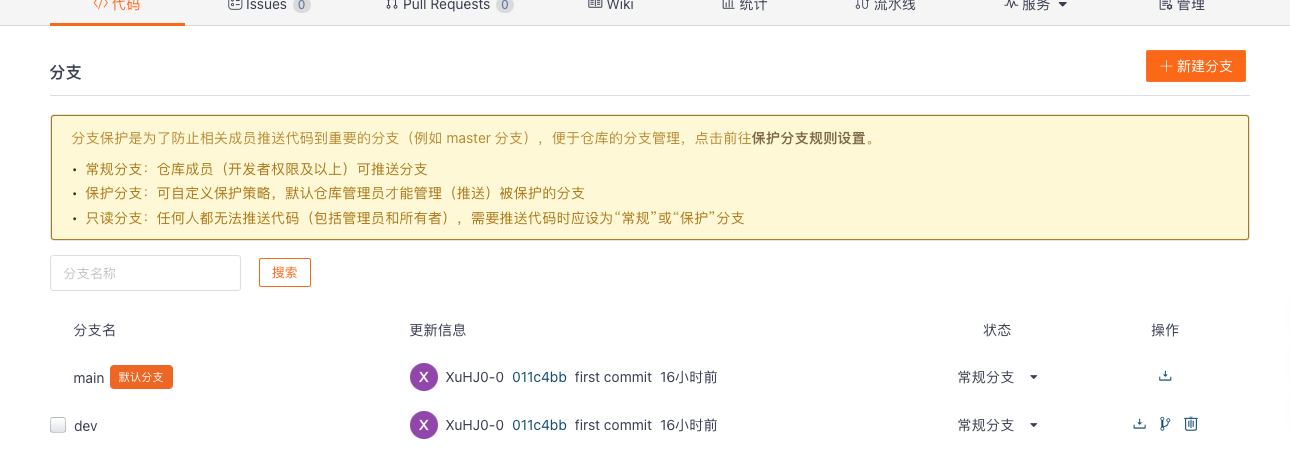 代码 Issues 0 Pull Requests 0 Wiki 统计 流水线 服务 管理
分支
新建分支
分支保护是为了防止相关成员推送代码到重要的分支（例如 master 分支），便于仓库的分支管理，点击前往保护分支规则设置。
• 常规分支：仓库成员（开发者权限及以上）可推送分支
• 保护分支：可自定义保护策略，默认仓库管理员才能管理（推送）被保护的分支
• 只读分支：任何人都无法推送代码（包括管理员和所有者），需要推送代码时应设为“常规”或“保护”分支
分支名称 搜索
分支名 更新信息 状态 操作
main 默认分支 X XuHJ0-0 011c4bb first commit 16小时前 常规分支
dev X XuHJ0-0 011c4bb first commit 16小时前 常规分支